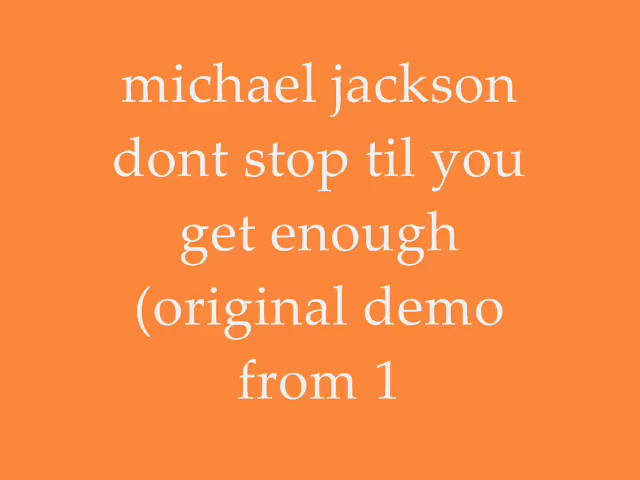 michael jackson
dont stop til you
get enough
(original demo
from 1